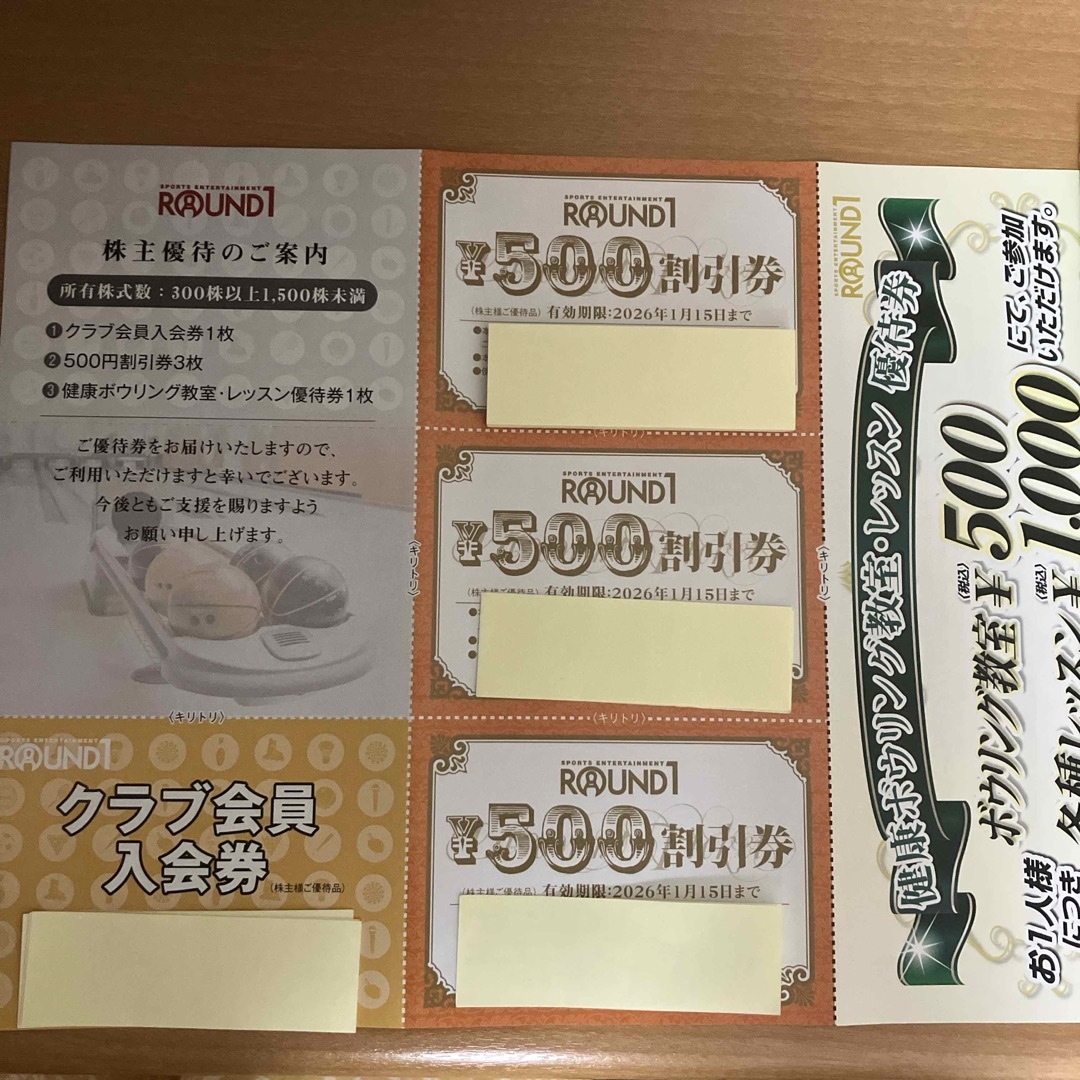 SPORTS ENTERTAINMENT
ROUND1
株主優待のご案内
所有株式数：300株以上1,500株未満
❶クラブ会員入会券1枚
❷500円割引券3枚
❸健康ボウリング教室・レッスン優待券1枚
ご優待券をお届けいたしますので、
ご利用いただけますと幸いでございます。
今後ともご支援を賜りますよう
お願い申し上げます。
〈キリトリ〉
SPORTS ENTERTAINMENT
ROUND1
クラブ会員
入会券
(株主様ご優待品)
SPORTS ENTERTAINMENT
ROUND1
¥500割引券
(株主様ご優待品) 有効期限:2026年1月15日まで
〈キリトリ〉
SPORTS ENTERTAINMENT
ROUND1
¥500割引券
(株主様ご優待品) 有効期限:2026年1月15日まで
〈キリトリ〉
〈キリトリ〉
〈キリトリ〉
SPORTS ENTERTAINMENT
ROUND1
¥500割引券
(株主様ご優待品) 有効期限:2026年1月15日まで
SPORTS ENTERTAINMENT
ROUND1
健康ボウリング教室・レッスン 優待券
ボウリング教室〈税込〉¥500
各種レッスン〈税込〉¥1,000
お1人様
につき
にて、ご参加
いただけます。